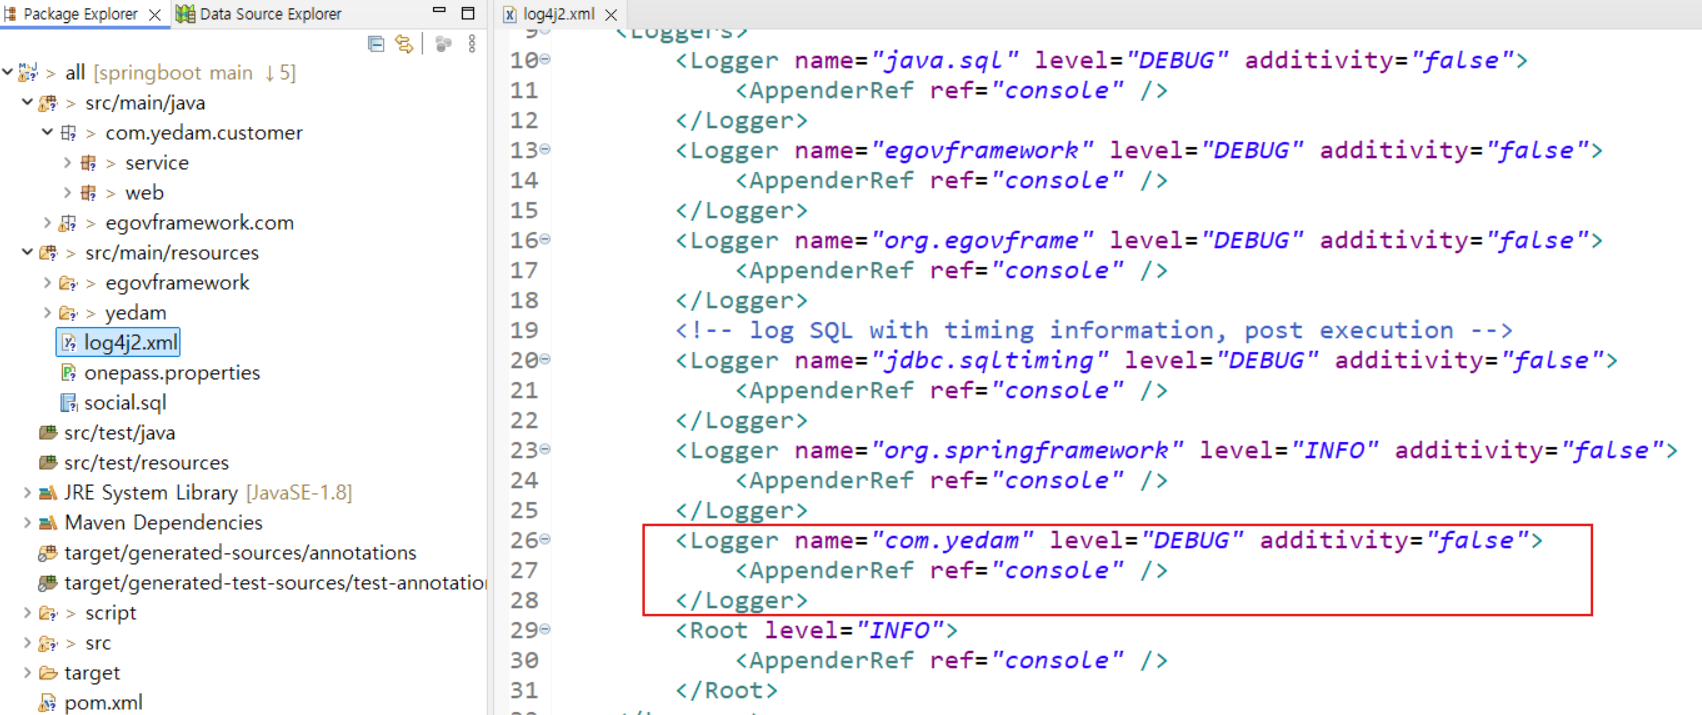 Package Explorer
Data Source Explorer
all [springboot main ↓5]
> src/main/java
> com.yedam.customer
> service
> web
> egovframework.com
> src/main/resources
> egovframework
> yedam
log4j2.xml
onepass.properties
social.sql
src/test/java
src/test/resources
JRE System Library [JavaSE-1.8]
Maven Dependencies
target/generated-sources/annotations
target/generated-test-sources/test-annotation
> script
> src
target
pom.xml
log4j2.xml
9 <Loggers>
10 <Logger name="java.sql" level="DEBUG" additivity="false">
11 <AppenderRef ref="console" />
12 </Logger>
13 <Logger name="egovframework" level="DEBUG" additivity="false">
14 <AppenderRef ref="console" />
15 </Logger>
16 <Logger name="org.egovframe" level="DEBUG" additivity="false">
17 <AppenderRef ref="console" />
18 </Logger>
19 <!-- log SQL with timing information, post execution -->
20 <Logger name="jdbc.sqltiming" level="DEBUG" additivity="false">
21 <AppenderRef ref="console" />
22 </Logger>
23 <Logger name="org.springframework" level="INFO" additivity="false">
24 <AppenderRef ref="console" />
25 </Logger>
26 <Logger name="com.yedam" level="DEBUG" additivity="false">
27 <AppenderRef ref="console" />
28 </Logger>
29 <Root level="INFO">
30 <AppenderRef ref="console" />
31 </Root>